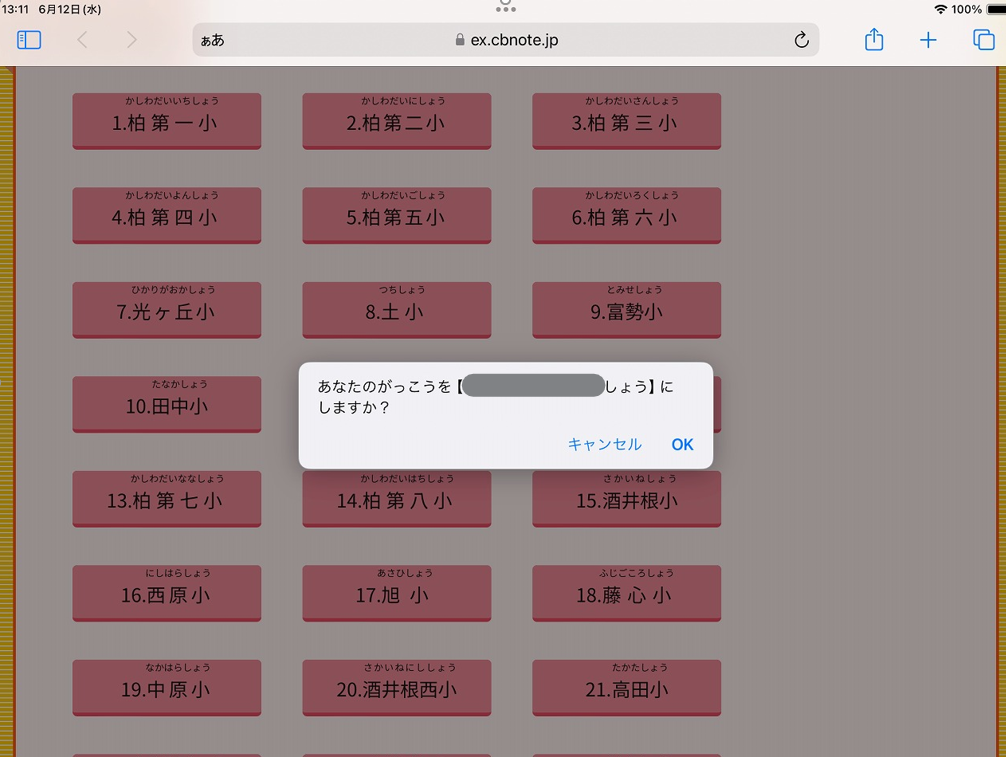 13:11 6月12日(水)
100%
ぁあ
ex.cbnote.jp
かしわだいいちしょう
1.柏第一小
かしわだいにしょう
2.柏第二小
かしわだいさんしょう
3.柏第三小
かしわだいよんしょう
4.柏第四小
かしわだいごしょう
5.柏第五小
かしわだいろくしょう
6.柏第六小
ひかりがおかしょう
7.光ヶ丘小
つちしょう
8.土小
とみせしょう
9.富勢小
たなかしょう
10.田中小
あなたのがっこうを【
しょう】に
しますか？
キャンセル
OK
かしわだいななしょう
13.柏第七小
かしわだいはちしょう
14.柏第八小
さかいねしょう
15.酒井根小
にしはらしょう
16.西原小
あさひしょう
17.旭小
ふじごころしょう
18.藤心小
なかはらしょう
19.中原小
さかいねにししょう
20.酒井根西小
たかたしょう
21.高田小